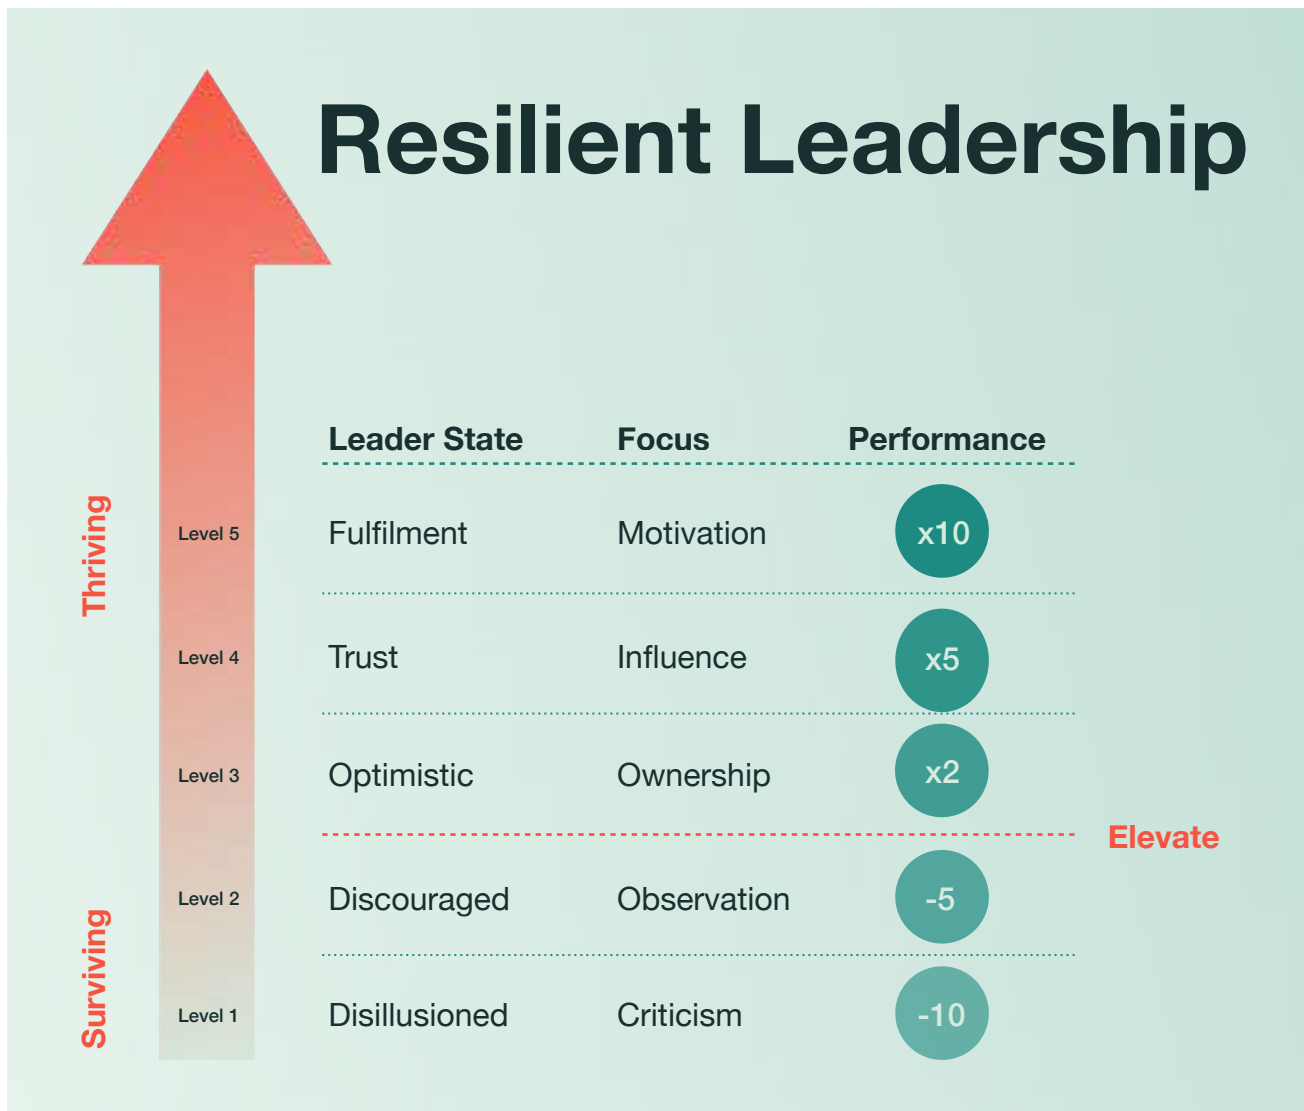 Resilient Leadership
Leader State Focus Performance
Thriving
Level 5 Fulfilment Motivation x10
Level 4 Trust Influence x5
Level 3 Optimistic Ownership x2
Elevate
Surviving
Level 2 Discouraged Observation -5
Level 1 Disillusioned Criticism -10